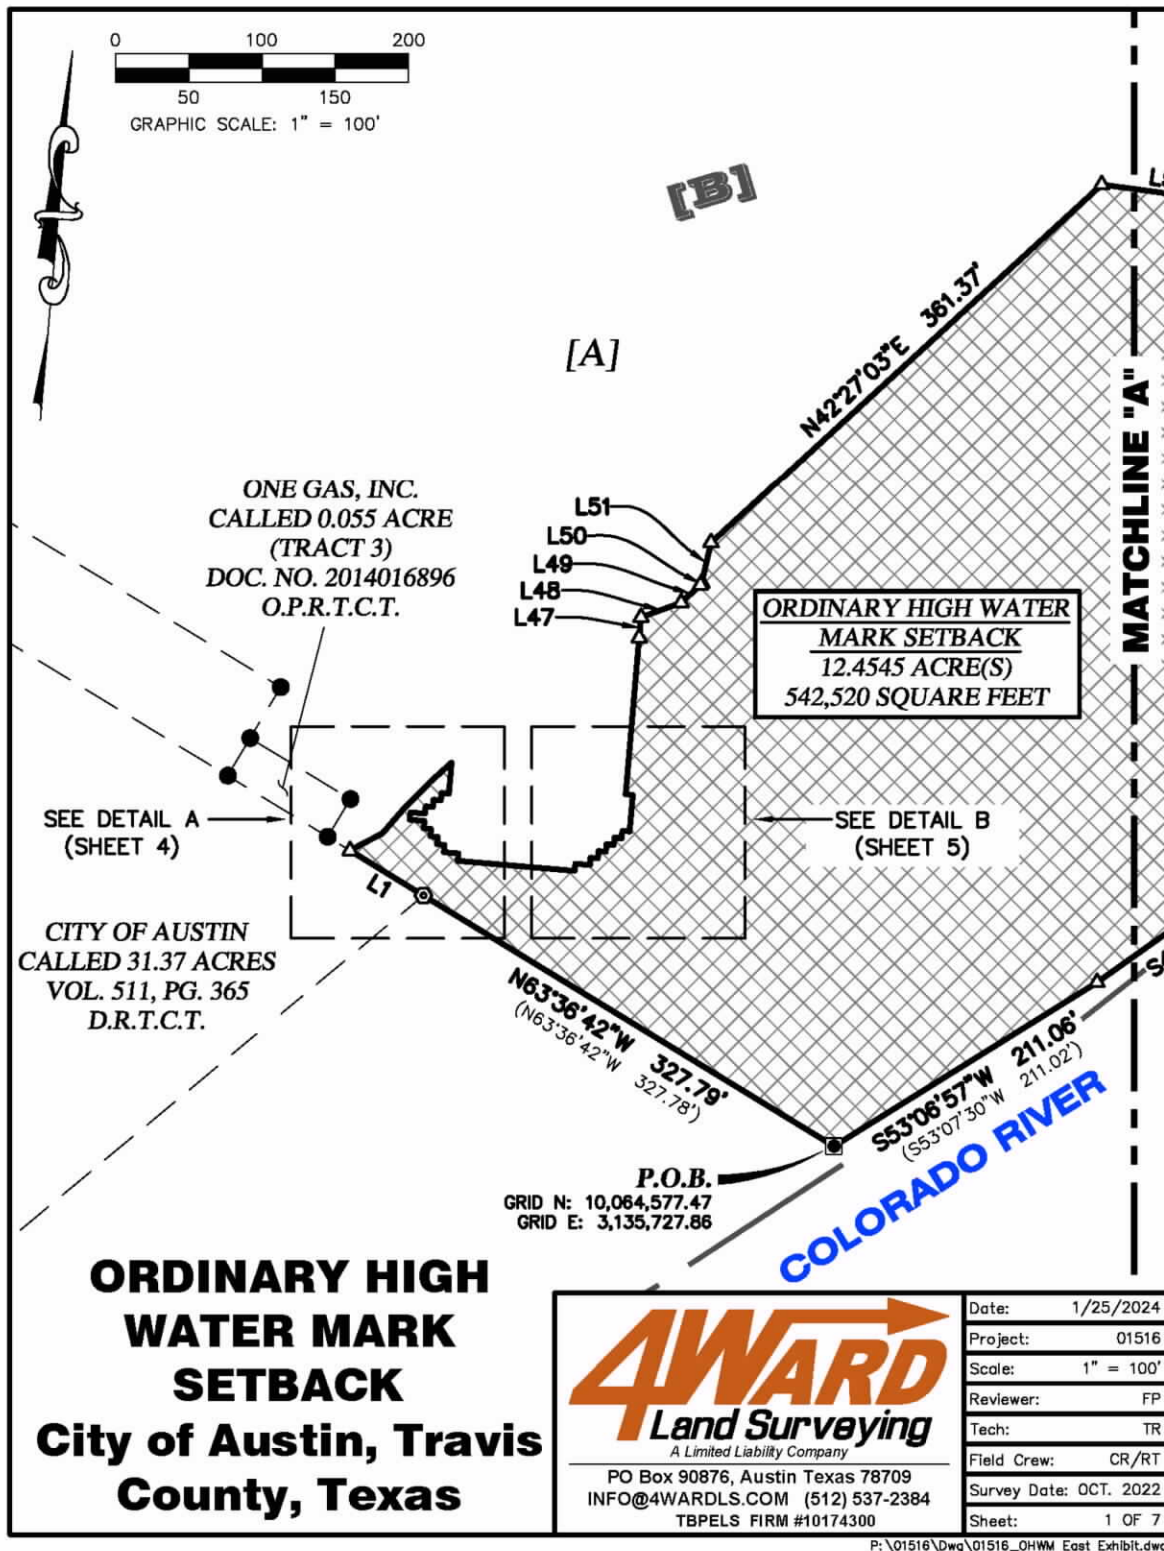 0 100 200
50 150
GRAPHIC SCALE: 1" = 100'
[B]
[A]
N42°27'03"E 361.37'
MATCHLINE "A"
ONE GAS, INC.
CALLED 0.055 ACRE
(TRACT 3)
DOC. NO. 2014016896
O.P.R.T.C.T.
L51
L50
L49
L48
L47
ORDINARY HIGH WATER
MARK SETBACK
12.4545 ACRE(S)
542,520 SQUARE FEET
SEE DETAIL A
(SHEET 4)
SEE DETAIL B
(SHEET 5)
L1
CITY OF AUSTIN
CALLED 31.37 ACRES
VOL. 511, PG. 365
D.R.T.C.T.
N63°36'42"W 327.79'
(N63°36'42"W 327.78')
S53°06'57"W 211.06'
(S53°07'30"W 211.02')
COLORADO RIVER
P.O.B.
GRID N: 10,064,577.47
GRID E: 3,135,727.86
ORDINARY HIGH
WATER MARK
SETBACK
City of Austin, Travis
County, Texas
4WARD
Land Surveying
A Limited Liability Company
PO Box 90876, Austin Texas 78709
INFO@4WARDLS.COM (512) 537-2384
TBPELS FIRM #10174300
Date: 1/25/2024
Project: 01516
Scale: 1" = 100'
Reviewer: FP
Tech: TR
Field Crew: CR/RT
Survey Date: OCT. 2022
Sheet: 1 OF 7
P:\01516\Dwg\01516_OHWM East Exhibit.dwg